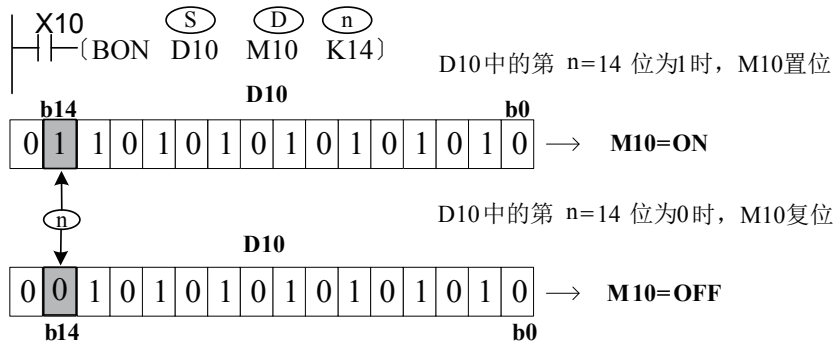 X10 S D n
(BON D10 M10 K14)
D10中的第 n=14 位为1时，M10置位
D10
b14 b0
0 1 1 0 1 0 1 0 1 0 1 0 1 0 1 0 → M10=ON
n
D10中的第 n=14 位为0时，M10复位
D10
0 0 1 0 1 0 1 0 1 0 1 0 1 0 1 0 → M10=OFF
b14 b0